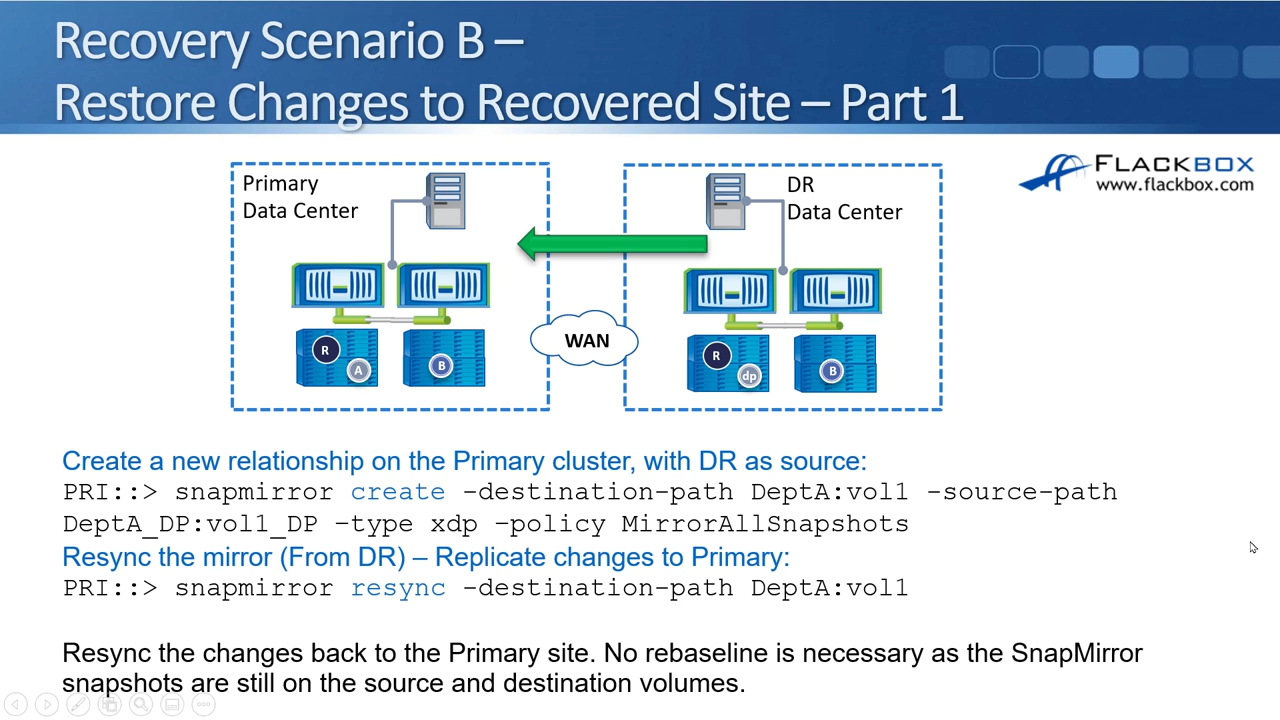 Recovery Scenario B –
Restore Changes to Recovered Site – Part 1
FLACKBOX
www.flackbox.com
Primary
Data Center
DR
Data Center
WAN
R
A
B
R
dp
B
Create a new relationship on the Primary cluster, with DR as source:
PRI::> snapmirror create -destination-path DeptA:vol1 -source-path
DeptA_DP:vol1_DP -type xdp -policy MirrorAllSnapshots
Resync the mirror (From DR) – Replicate changes to Primary:
PRI::> snapmirror resync -destination-path DeptA:vol1
Resync the changes back to the Primary site. No rebaseline is necessary as the SnapMirror
snapshots are still on the source and destination volumes.